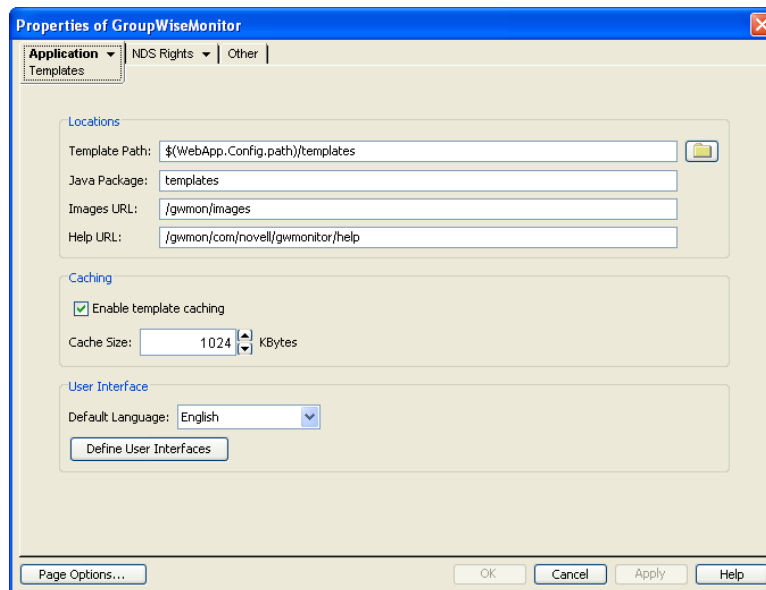 Properties of GroupWiseMonitor
Application NDS Rights Other
Templates
Locations
Template Path: $(WebApp.Config.path)/templates
Java Package: templates
Images URL: /gwmon/images
Help URL: /gwmon/com/novell/gwmonitor/help
Caching
Enable template caching
Cache Size: 1024 KBytes
User Interface
Default Language: English
Define User Interfaces
Page Options... OK Cancel Apply Help